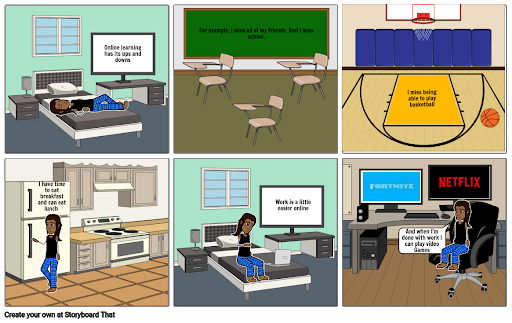 Online learning
has its ups and
downs
For example, I miss all of my friends. And I miss
school.
I miss being
able to play
basketball
I have time
to eat
breakfast
and can eat
lunch
Work is a little
easier online
FORTNITE
NETFLIX
And when I'm
done with work I
can play video
Games
Create your own at Storyboard That